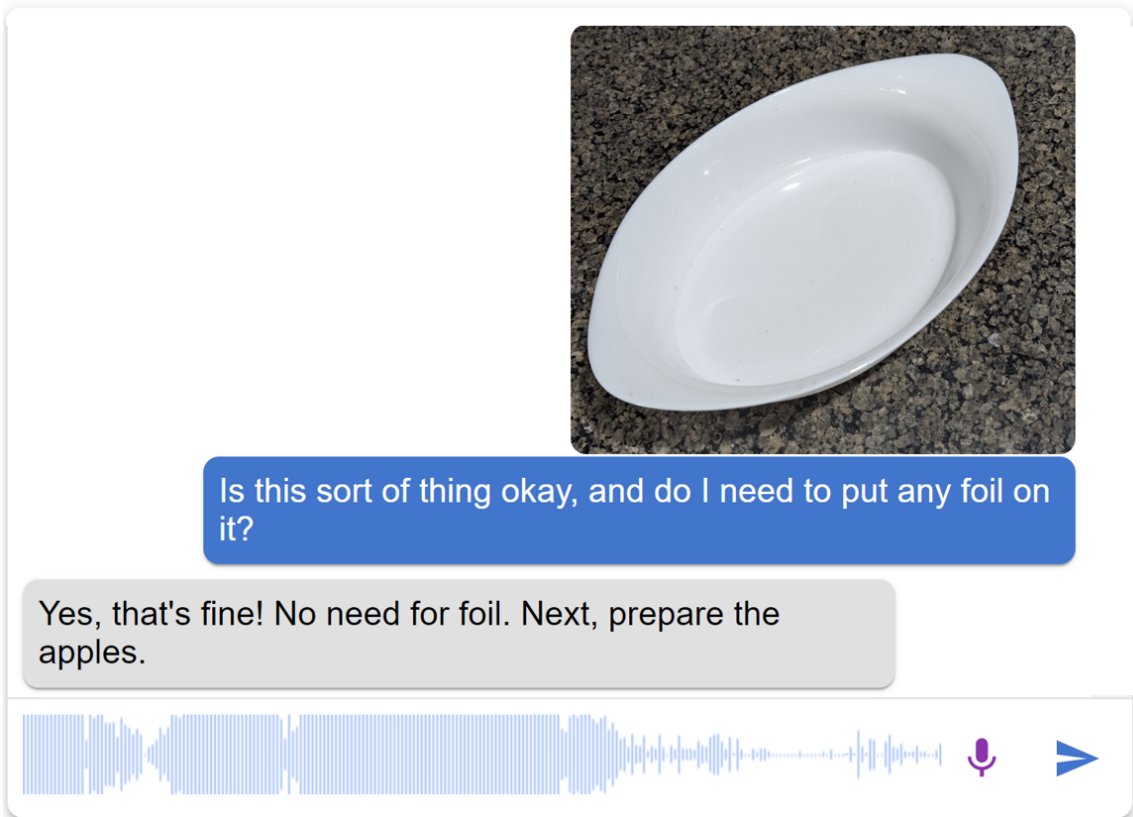 Is this sort of thing okay, and do I need to put any foil on
it?
Yes, that's fine! No need for foil. Next, prepare the
apples.